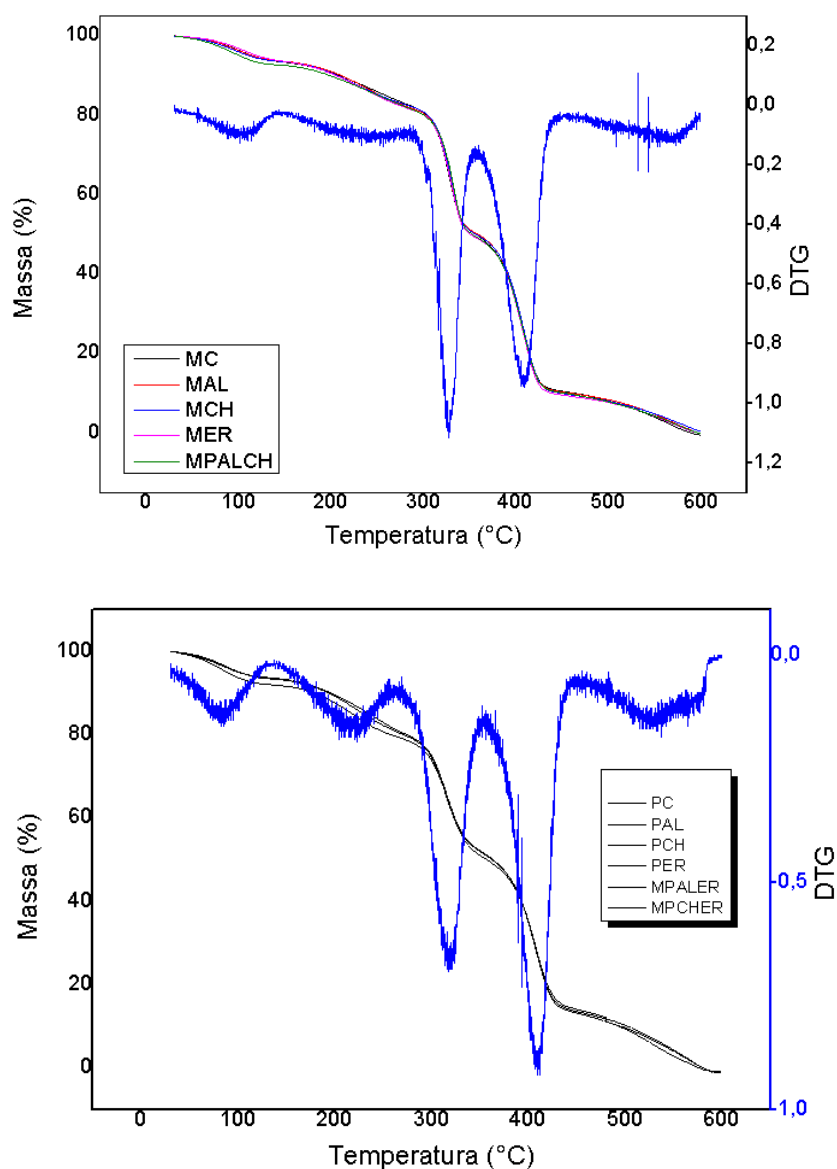 100
80
60
40
20
0
Massa (%)
0,2
0,0
-0,2
-0,4
-0,6
-0,8
-1,0
-1,2
DTG
MC
MAL
MCH
MER
MPALCH
0 100 200 300 400 500 600
Temperatura (°C)
100
80
60
40
20
0
Massa (%)
0,0
-0,5
-1,0
DTG
PC
PAL
PCH
PER
MPALER
MPCHER
0 100 200 300 400 500 600
Temperatura (°C)